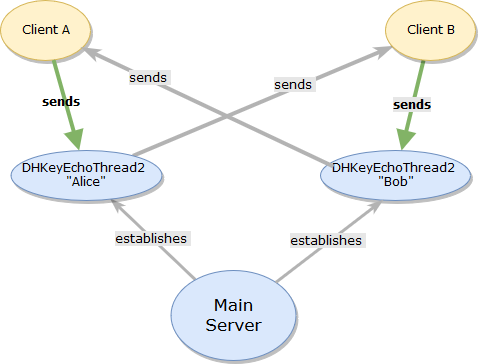 Client A
Client B
sends
sends
sends
sends
DHKeyEchoThread2
"Alice"
DHKeyEchoThread2
"Bob"
establishes
establishes
Main
Server